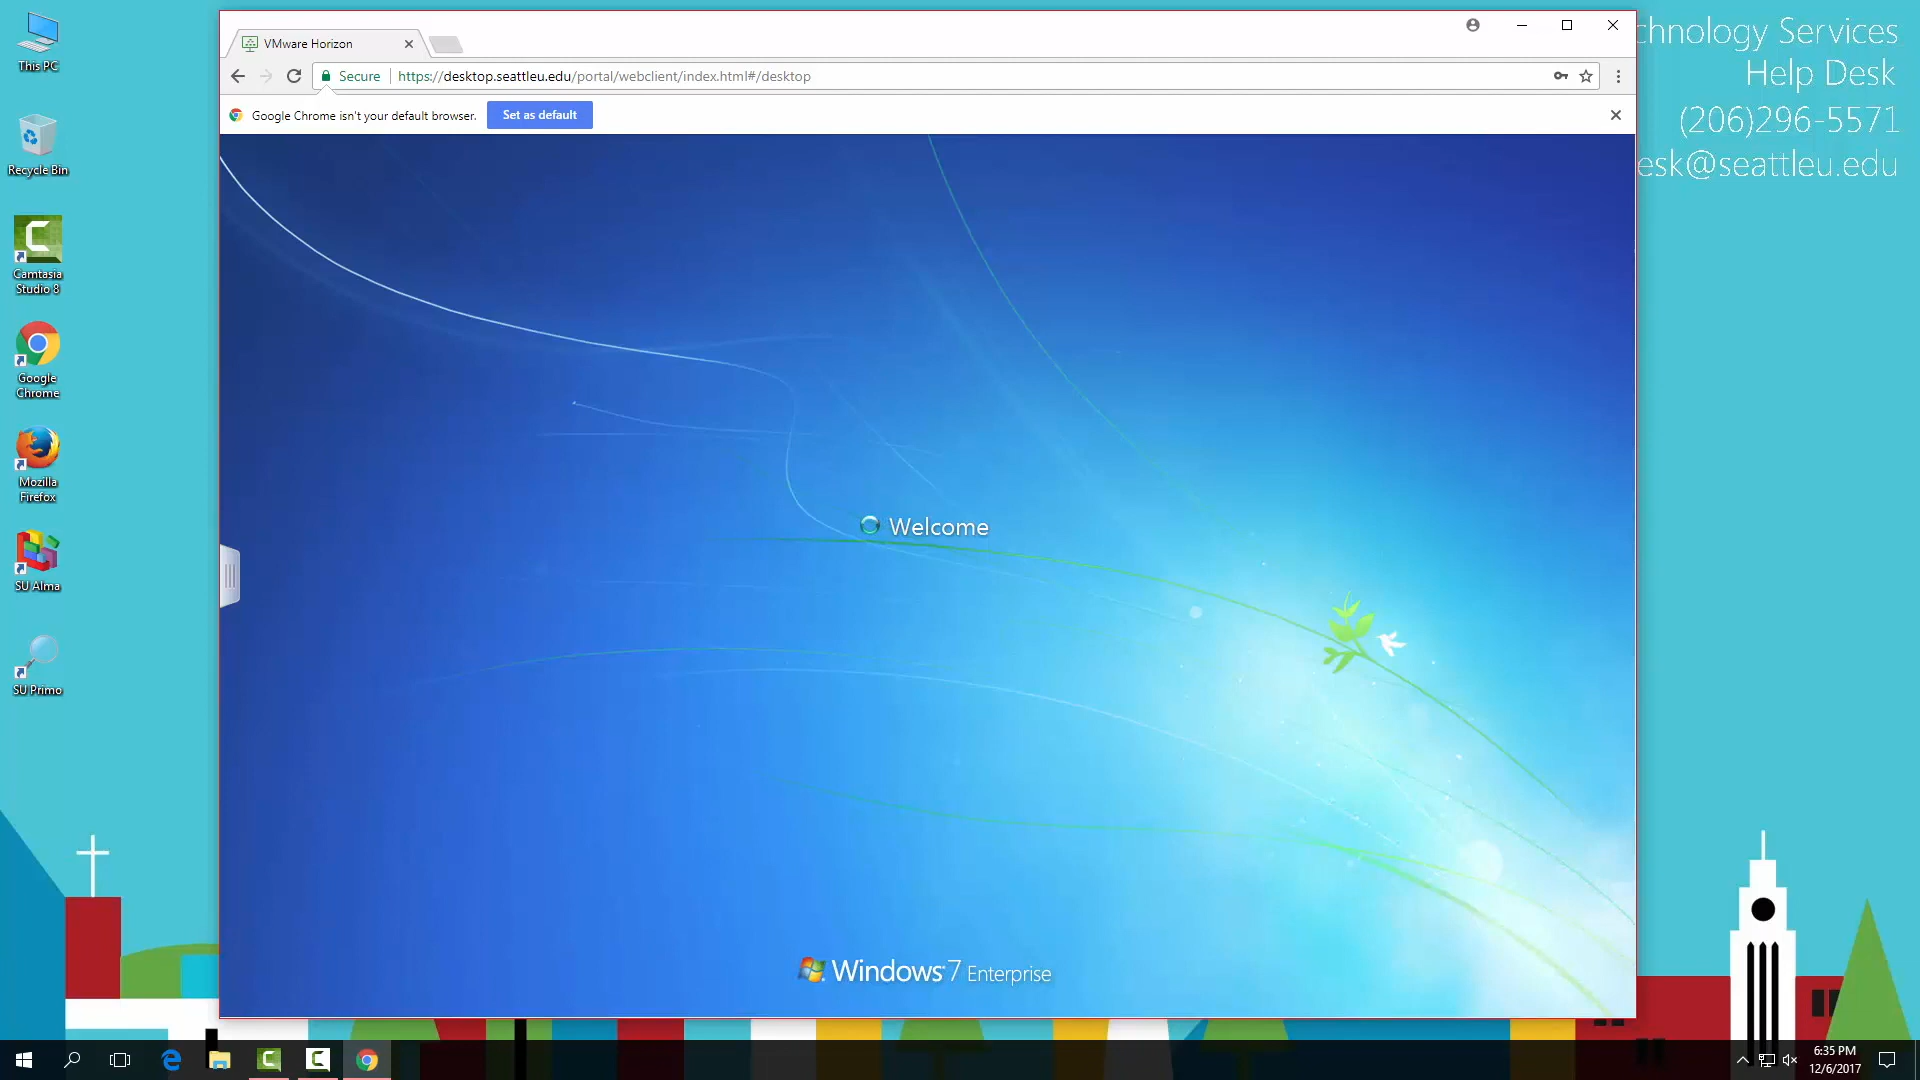 This PC
Recycle Bin
Camtasia
Studio 8
Google
Chrome
Mozilla
Firefox
SU Alma
SU Primo
VMware Horizon
Secure
https://desktop.seattleu.edu/portal/webclient/index.html#/desktop
Google Chrome isn't your default browser.
Set as default
chnology Services
Help Desk
(206)296-5571
esk@seattleu.edu
Welcome
Windows 7 Enterprise
6:35 PM
12/6/2017